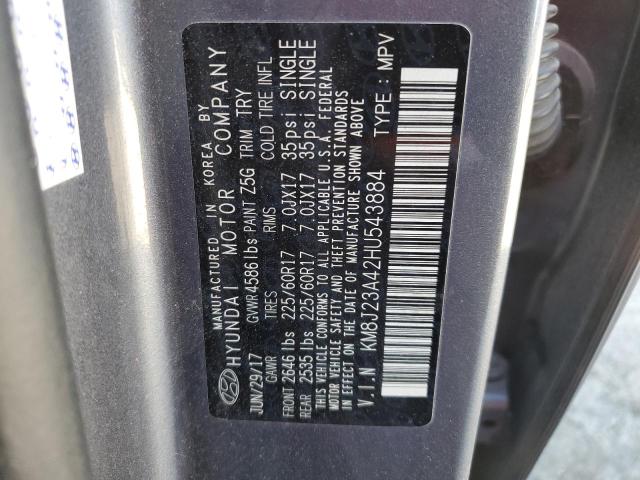 MANUFACTURED IN KOREA BY
HYUNDAI MOTOR COMPANY
JUN/29/17 GVWR 4586 lbs PAINT Z5G TRIM TRY
GAWR TIRES RIMS COLD TIRE INFL
FRONT 2646 lbs 225/60R17 7.0JX17 35psi SINGLE
REAR 2535 lbs 225/60R17 7.0JX17 35psi SINGLE
THIS VEHICLE CONFORMS TO ALL APPLICABLE U.S.A. FEDERAL
MOTOR VEHICLE SAFETY AND THEFT PREVENTION STANDARDS
IN EFFECT ON THE DATE OF MANUFACTURE SHOWN ABOVE
V.I.N KM8J23A42HU543884 TYPE : MPV